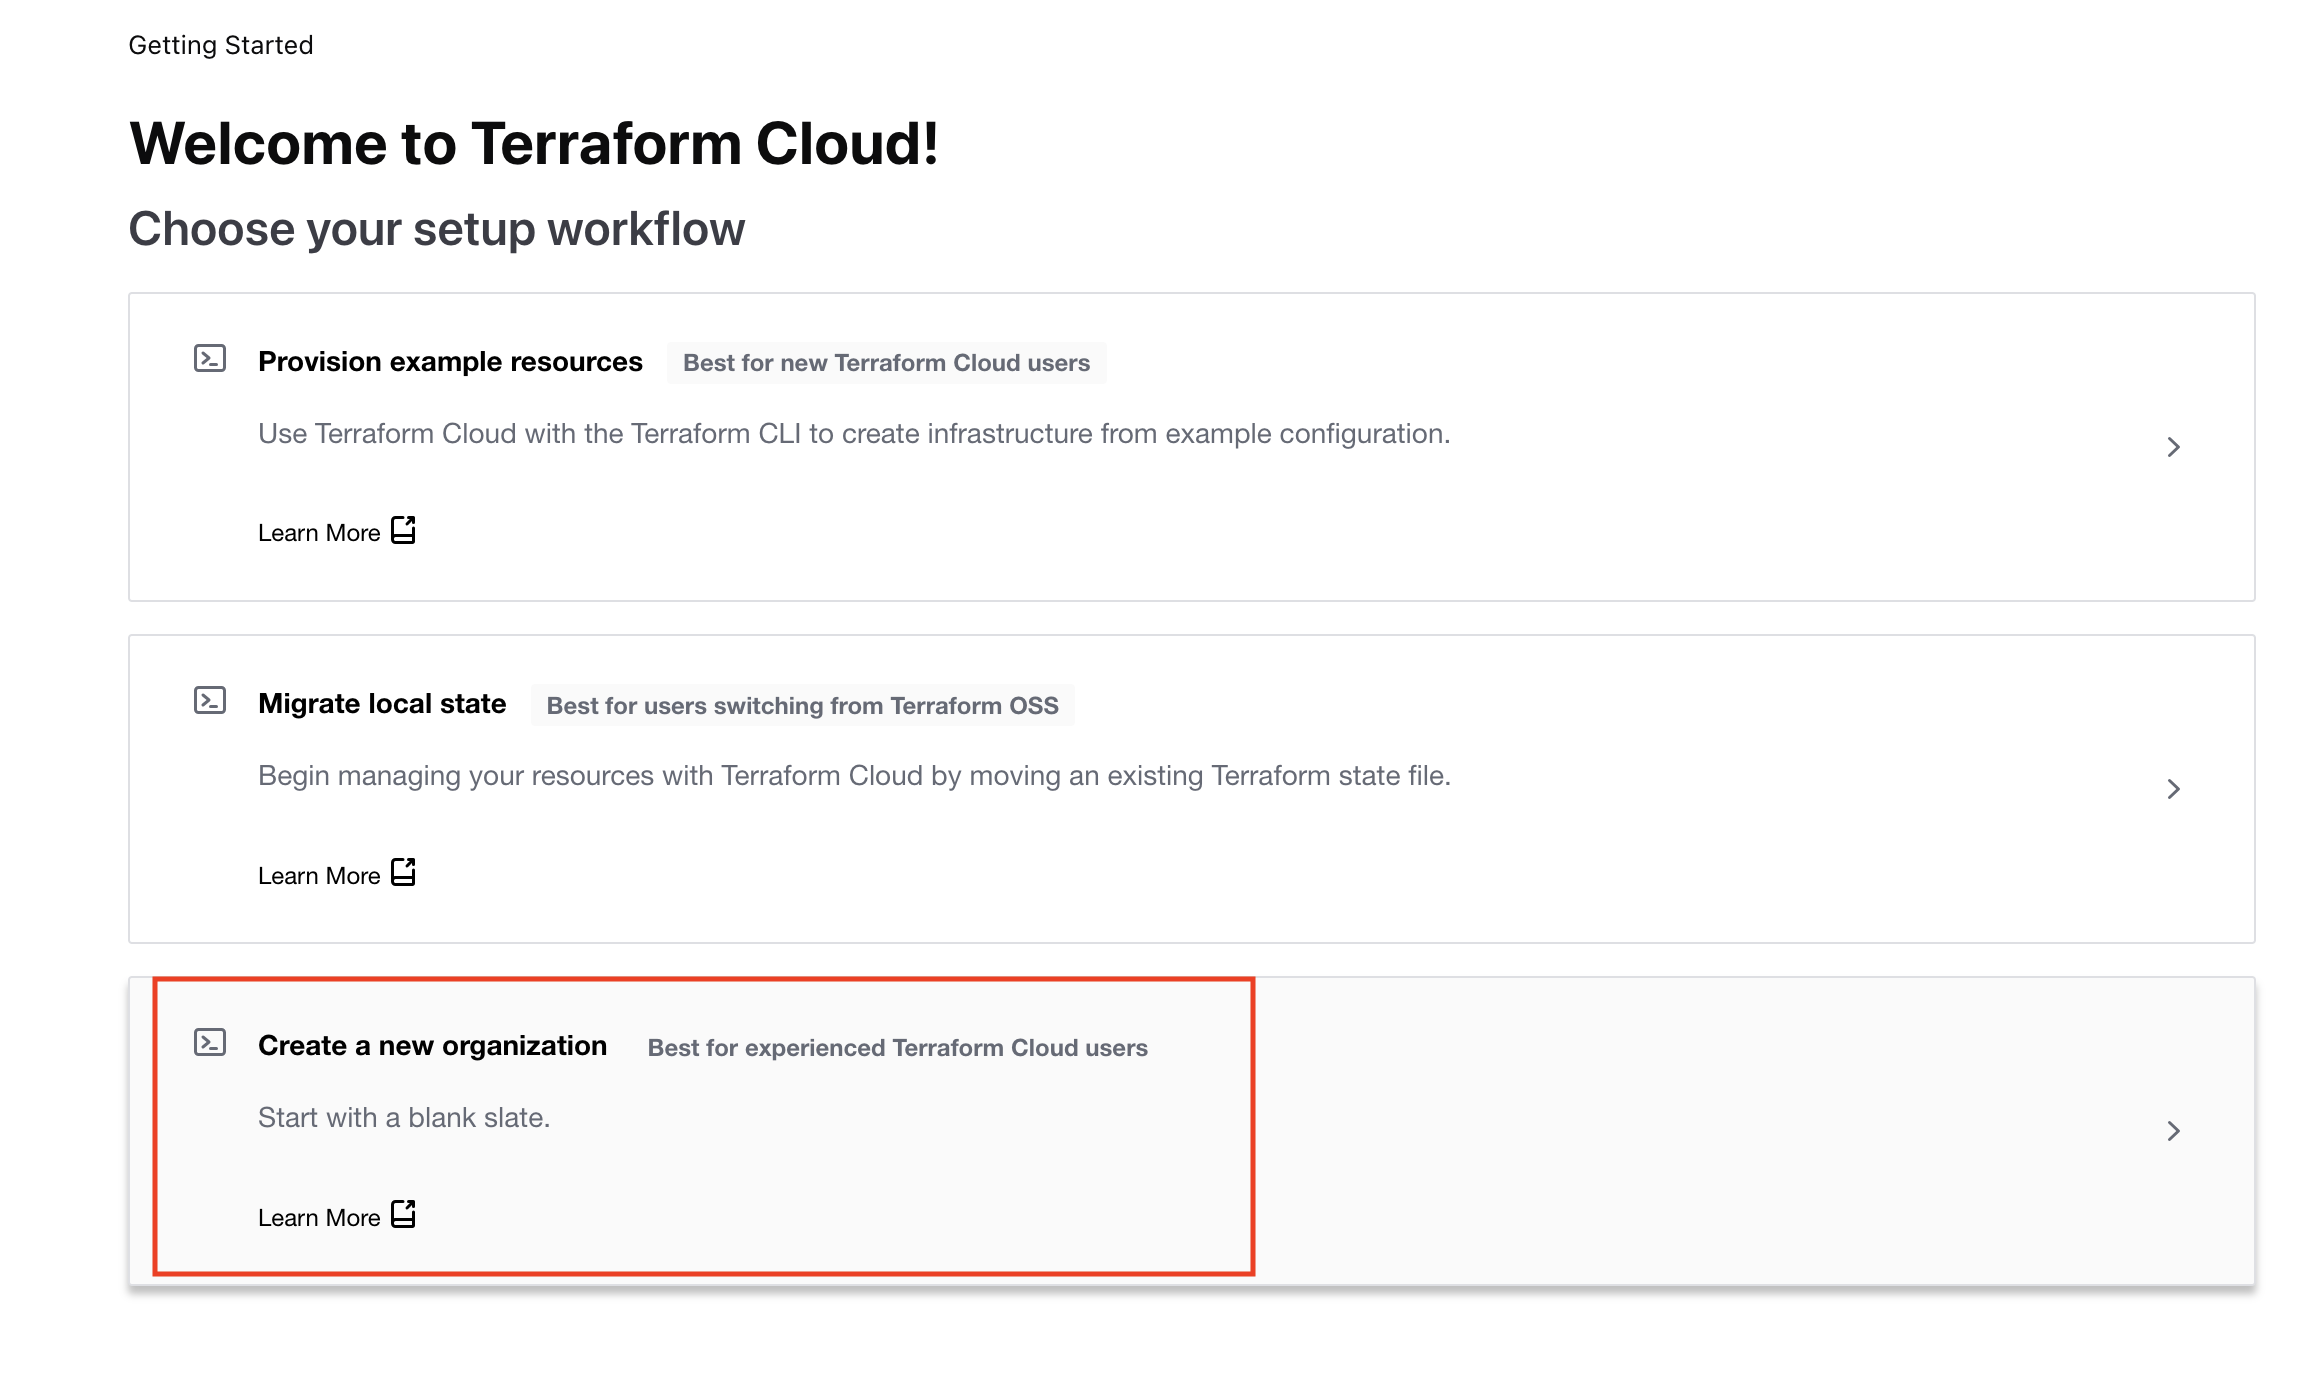 Getting Started
Welcome to Terraform Cloud!
Choose your setup workflow
Provision example resources Best for new Terraform Cloud users
Use Terraform Cloud with the Terraform CLI to create infrastructure from example configuration.
Learn More
Migrate local state Best for users switching from Terraform OSS
Begin managing your resources with Terraform Cloud by moving an existing Terraform state file.
Learn More
Create a new organization Best for experienced Terraform Cloud users
Start with a blank slate.
Learn More